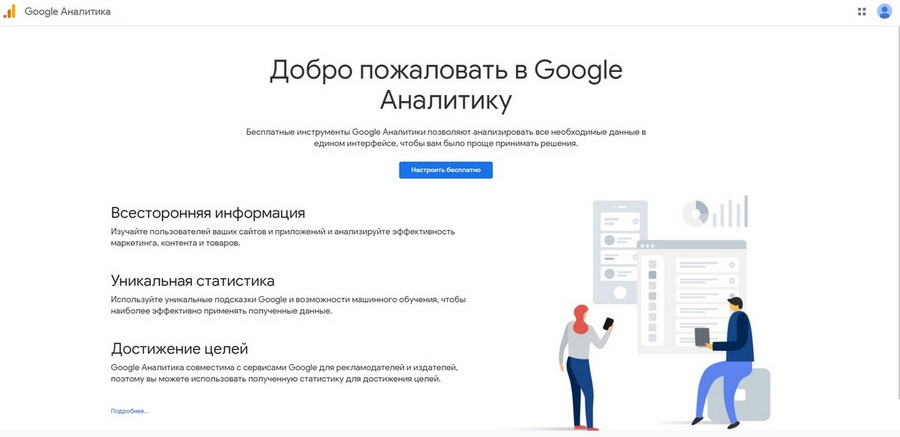 Google Аналитика
Добро пожаловать в Google
Аналитику
Бесплатные инструменты Google Аналитики позволяют анализировать все необходимые данные в
едином интерфейсе, чтобы вам было проще принимать решения.
Настроить бесплатно
Всесторонняя информация
Изучайте пользователей ваших сайтов и приложений и анализируйте эффективность
маркетинга, контента и товаров.
Уникальная статистика
Используйте уникальные подсказки Google и возможности машинного обучения, чтобы
наиболее эффективно применять полученные данные.
Достижение целей
Google Аналитика совместима с сервисами Google для рекламодателей и издателей,
поэтому вы можете использовать полученную статистику для достижения целей.
Подробнее...